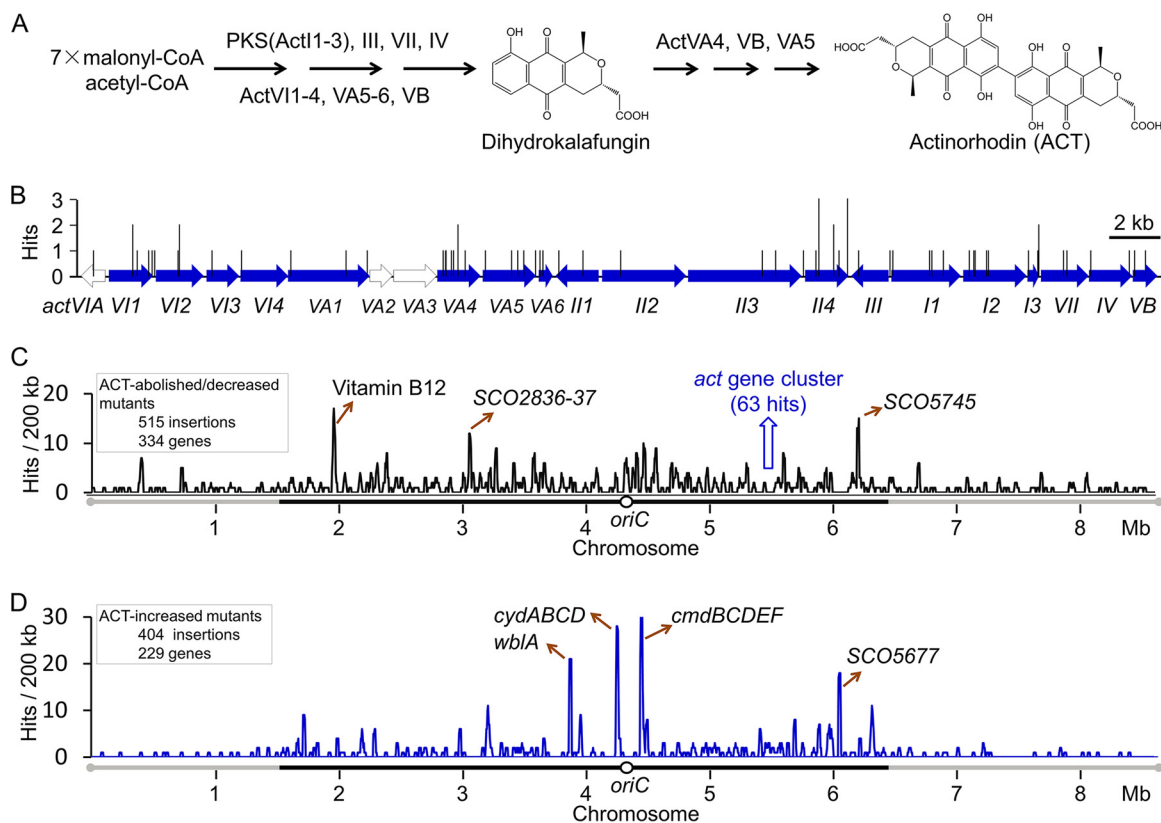 A
7×malonyl-CoA
acetyl-CoA
PKS(ActI1-3), III, VII, IV
ActVI1-4, VA5-6, VB
OH
O
O
O
COOH
Dihydrokalafungin
ActVA4, VB, VA5
HOOC
O
O
OH
O
OH
OH
O
OH
O
O
COOH
Actinorhodin (ACT)
B
Hits
3
2
1
0
2 kb
actVIA VI1 VI2 VI3 VI4 VA1 VA2 VA3 VA4 VA5 VA6 II1 II2 II3 II4 III I1 I2 I3 VII IV VB
C
Hits / 200 kb
20
10
0
ACT-abolished/decreased
mutants
515 insertions
334 genes
Vitamin B12
SCO2836-37
act gene cluster
(63 hits)
SCO5745
1 2 3 4 oriC 5 6 7 8 Mb
Chromosome
D
Hits / 200 kb
30
20
10
0
ACT-increased mutants
404 insertions
229 genes
cydABCD
wblA
cmdBCDEF
SCO5677
1 2 3 4 oriC 5 6 7 8 Mb
Chromosome